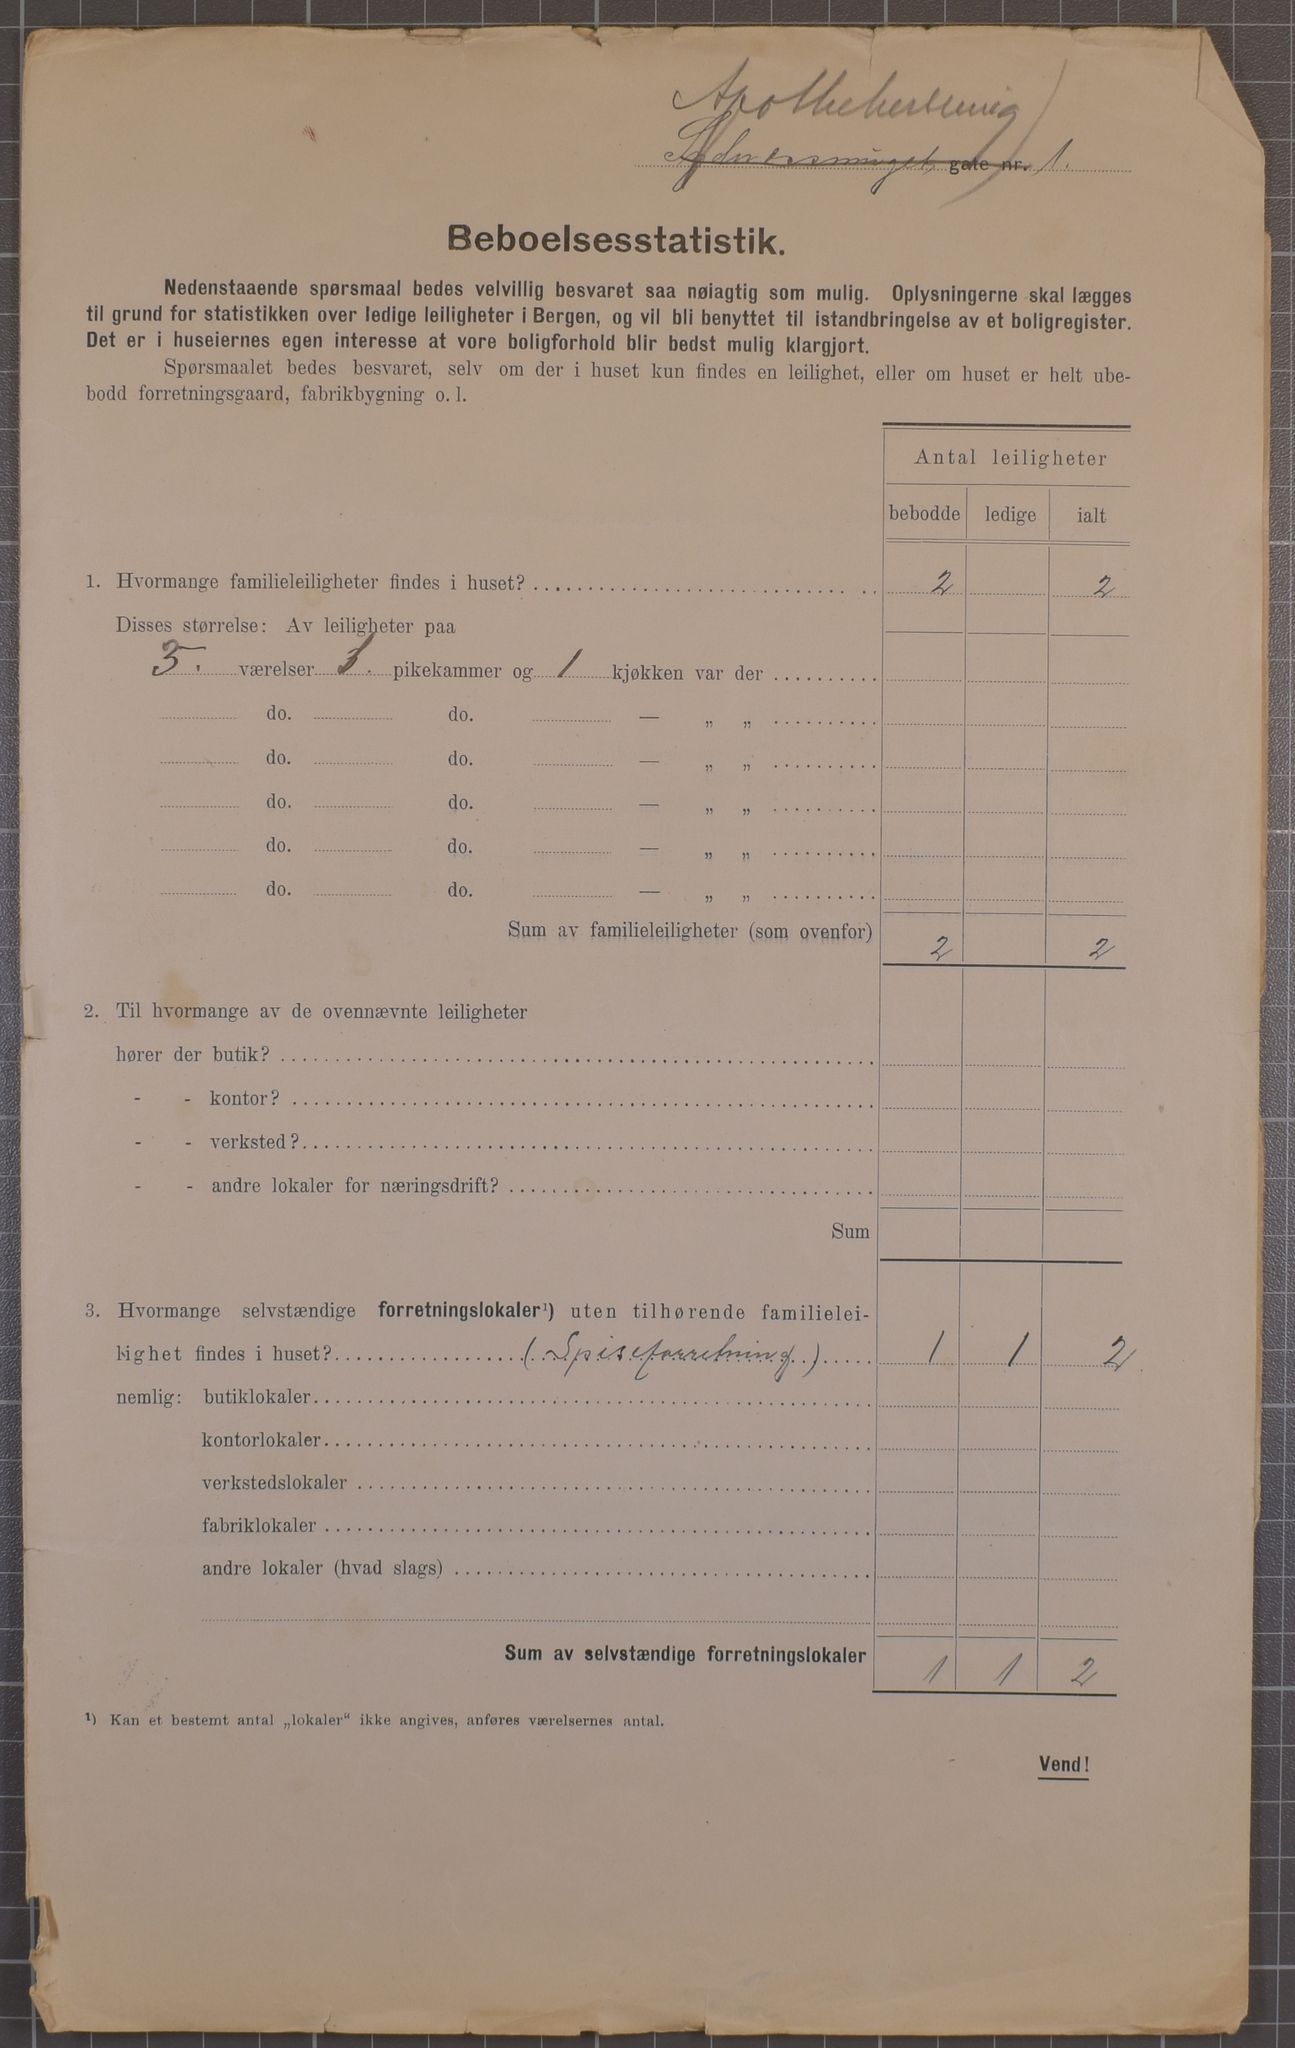 gate nr. 1.
Beboelsesstatistik.
Nedenstaaende spørsmaal bedes velvillig besvaret saa nøiagtig som mulig. Oplysningerne skal lægges
til grund for statistikken over ledige leiligheter i Bergen, og vil bli benyttet til istandbringelse av et boligregister.
Det er i huseiernes egen interesse at vore boligforhold blir bedst mulig klargjort.
Spørsmaalet bedes besvaret, selv om der i huset kun findes en leilighet, eller om huset er helt ube-
bodd forretningsgaard, fabrikbygning o. l.
Antal leiligheter
bebodde ledige ialt
1. Hvormange familieleiligheter findes i huset? 2 2
Disses størrelse: Av leiligheter paa
værelser pikekammer og 1 kjøkken var der
do. do. — „ „
do. do. — „ „
do. do. — „ „
do. do. — „ „
do. do. — „ „
Sum av familieleiligheter (som ovenfor) 2 2
2. Til hvormange av de ovennævnte leiligheter
hører der butik?
- - kontor?
- - verksted?
- - andre lokaler for næringsdrift?
Sum
3. Hvormange selvstændige forretningslokaler¹) uten tilhørende familielei-
lighet findes i huset? (Spiseforretning) 1 1 2
nemlig: butiklokaler
kontorlokaler
verkstedslokaler
fabriklokaler
andre lokaler (hvad slags)
Sum av selvstændige forretningslokaler 1 1 2
¹) Kan et bestemt antal „lokaler“ ikke angives, anføres værelsernes antal.
Vend!